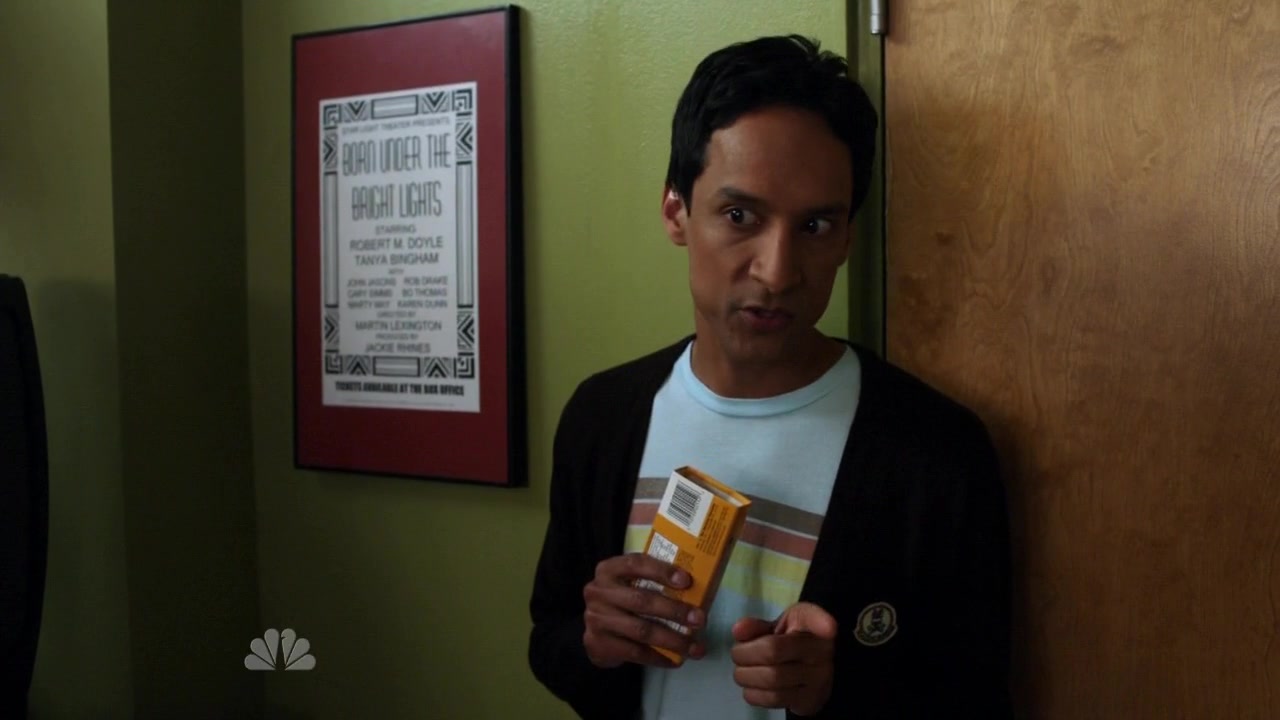 STAR LIGHT THEATER PRESENTS
BORN UNDER THE
BRIGHT LIGHTS
STARRING
ROBERT M. DOYLE
TANYA BINGHAM
WITH
JOHN JASONS ROB DRAKE
GARY SIMMS BO THOMAS
MARTY MAY KAREN DUNN
DIRECTED BY
MARTIN LEXINGTON
PRODUCED BY
JACKIE RHINES
TICKETS AVAILABLE AT THE BOX OFFICE